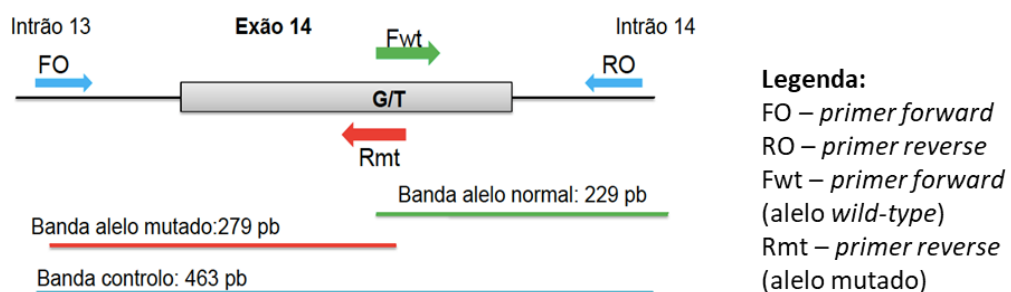 Intrão 13
Exão 14
Intrão 14
Fwt
FO
RO
G/T
Rmt
Banda alelo normal: 229 pb
Banda alelo mutado:279 pb
Banda controlo: 463 pb
Legenda:
FO – primer forward
RO – primer reverse
Fwt – primer forward
(alelo wild-type)
Rmt – primer reverse
(alelo mutado)